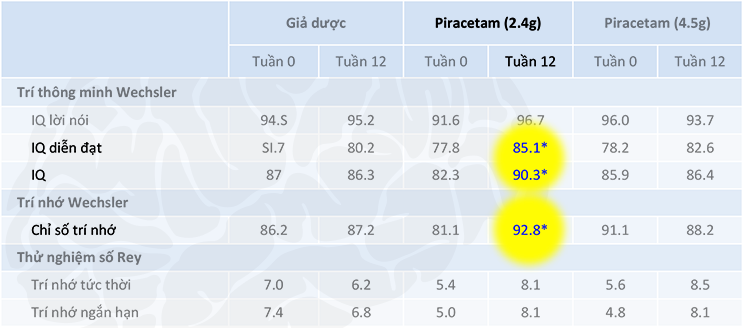 Giả dược Piracetam (2.4g) Piracetam (4.5g)
Tuần 0 Tuần 12 Tuần 0 Tuần 12 Tuần 0 Tuần 12
Trí thông minh Wechsler
IQ lời nói 94.S 95.2 91.6 96.7 96.0 93.7
IQ diễn đạt SI.7 80.2 77.8 85.1* 78.2 82.6
IQ 87 86.3 82.3 90.3* 85.9 86.4
Trí nhớ Wechsler
Chỉ số trí nhớ 86.2 87.2 81.1 92.8* 91.1 88.2
Thử nghiệm số Rey
Trí nhớ tức thời 7.0 6.2 5.4 8.1 5.6 8.5
Trí nhớ ngắn hạn 7.4 6.8 5.0 8.1 4.8 8.1